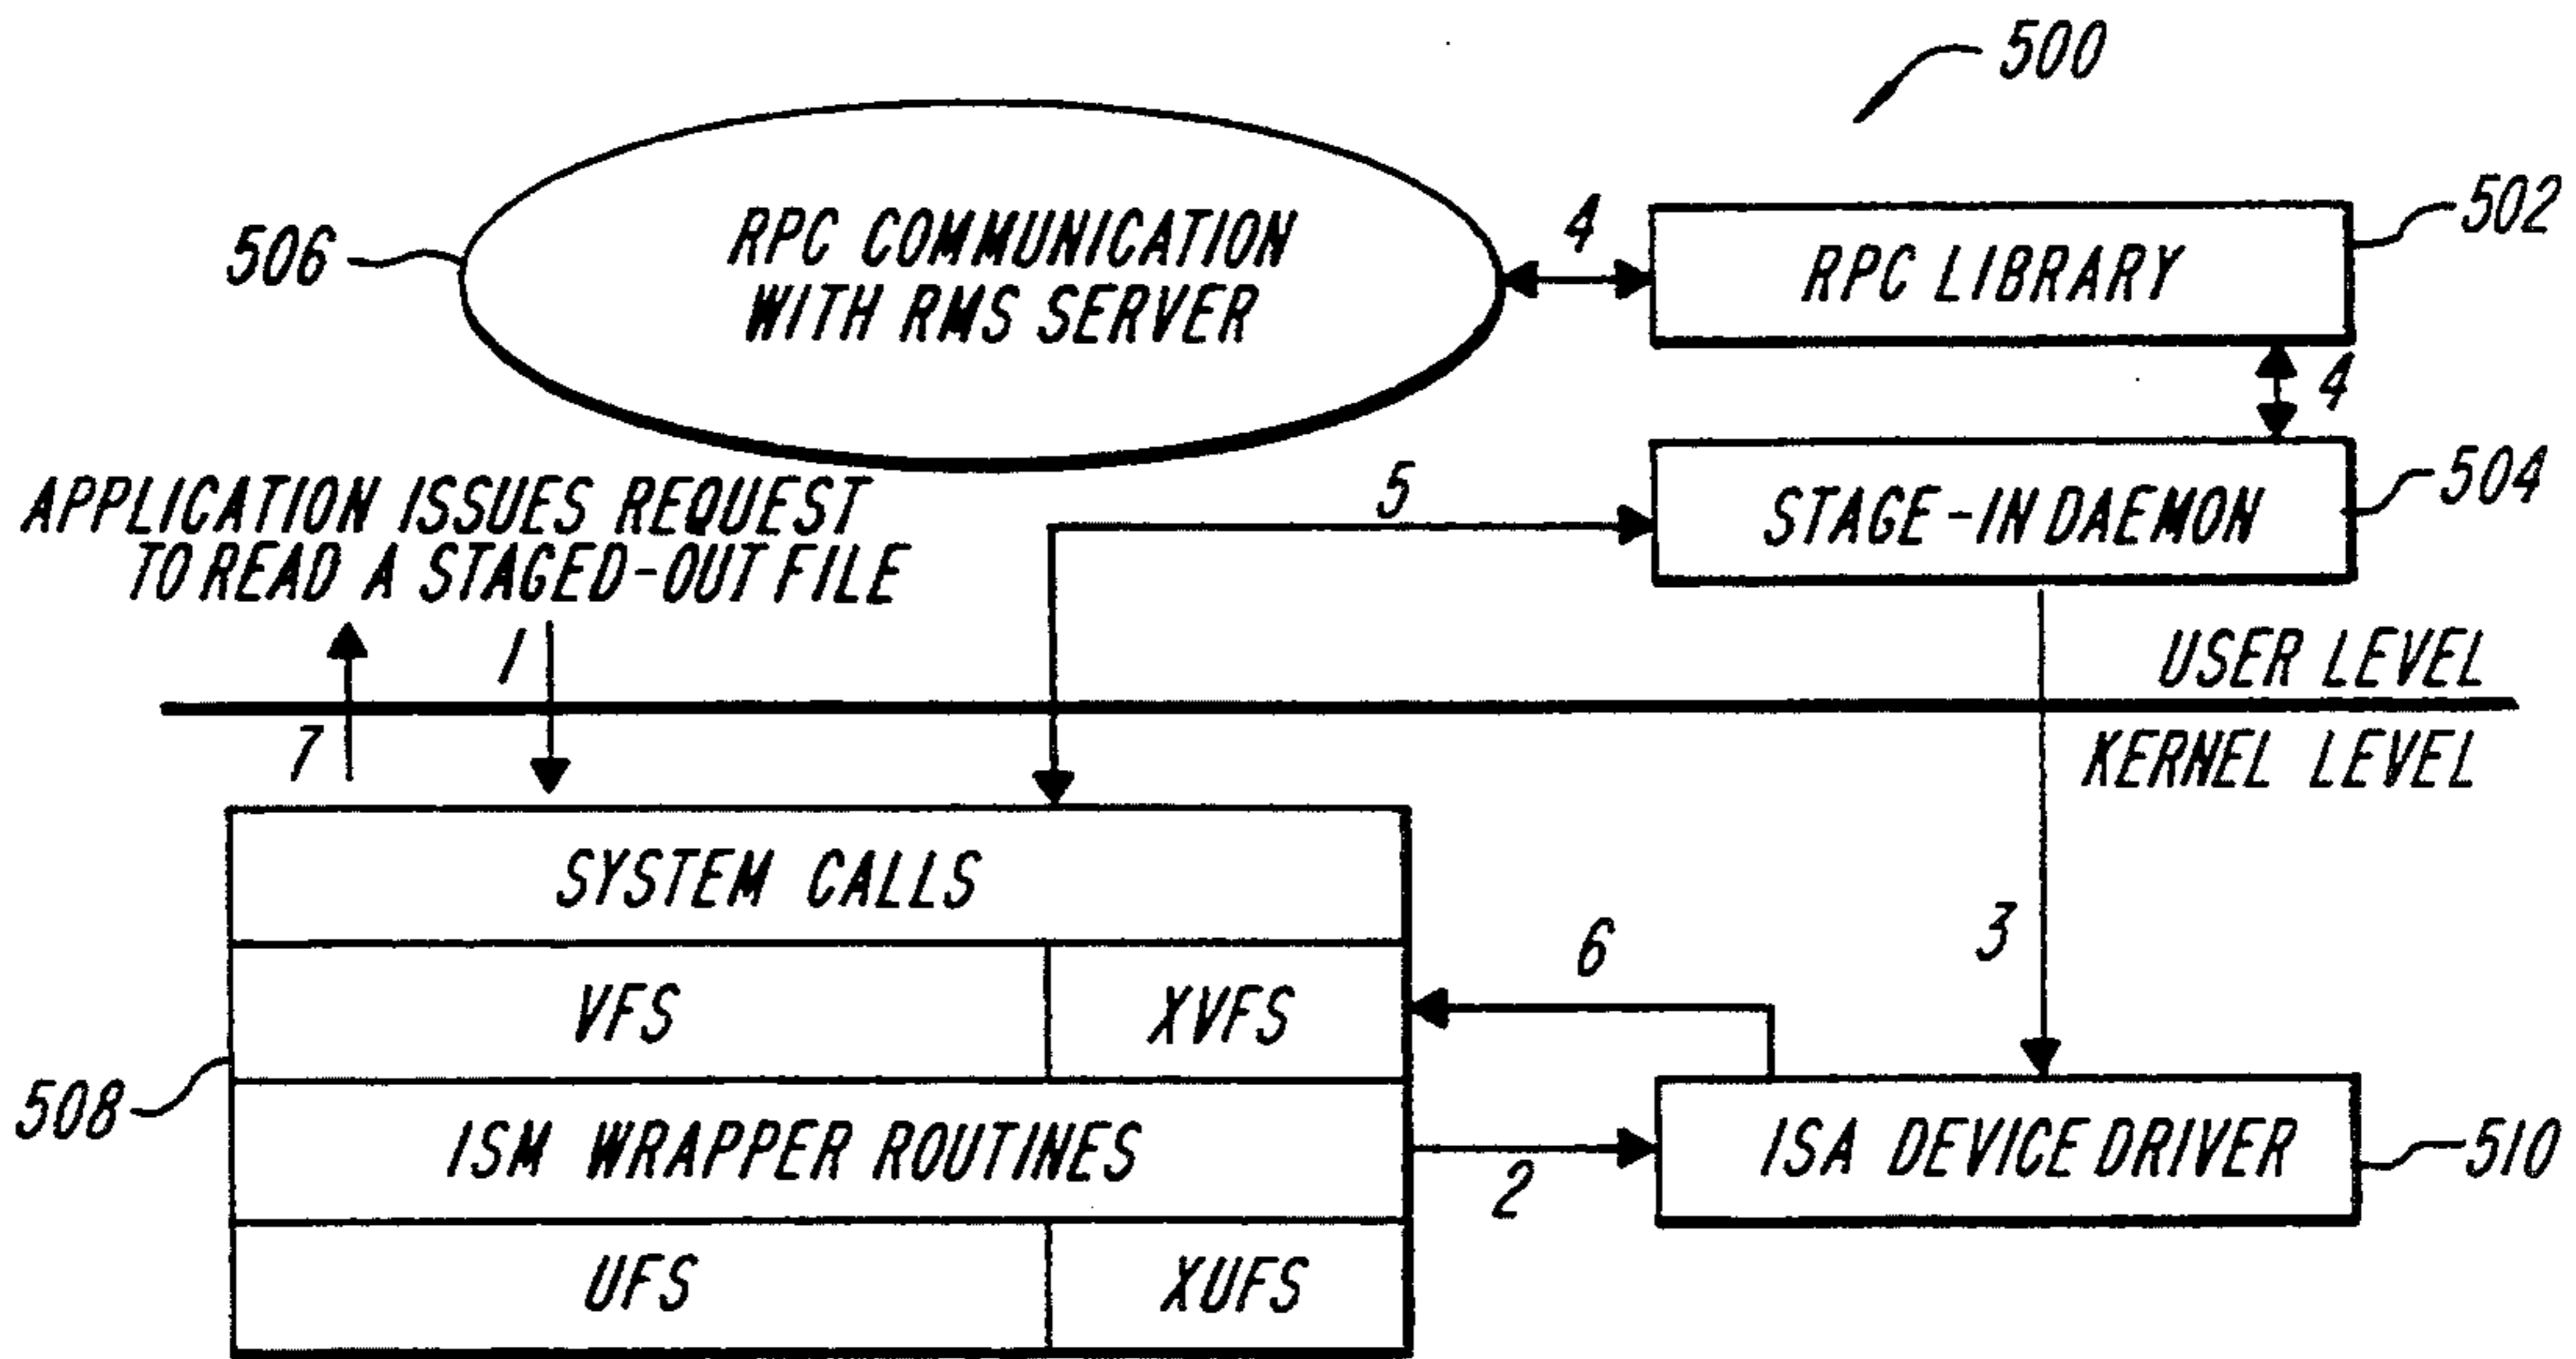 500
502
506
RPC COMMUNICATION
WITH RMS SERVER
4
RPC LIBRARY
4
504
5
STAGE-IN DAEMON
APPLICATION ISSUES REQUEST
TO READ A STAGED-OUT FILE
1
USER LEVEL
7
KERNEL LEVEL
SYSTEM CALLS
3
6
VFS
XVFS
508
ISM WRAPPER ROUTINES
2
ISA DEVICE DRIVER
510
UFS
XUFS